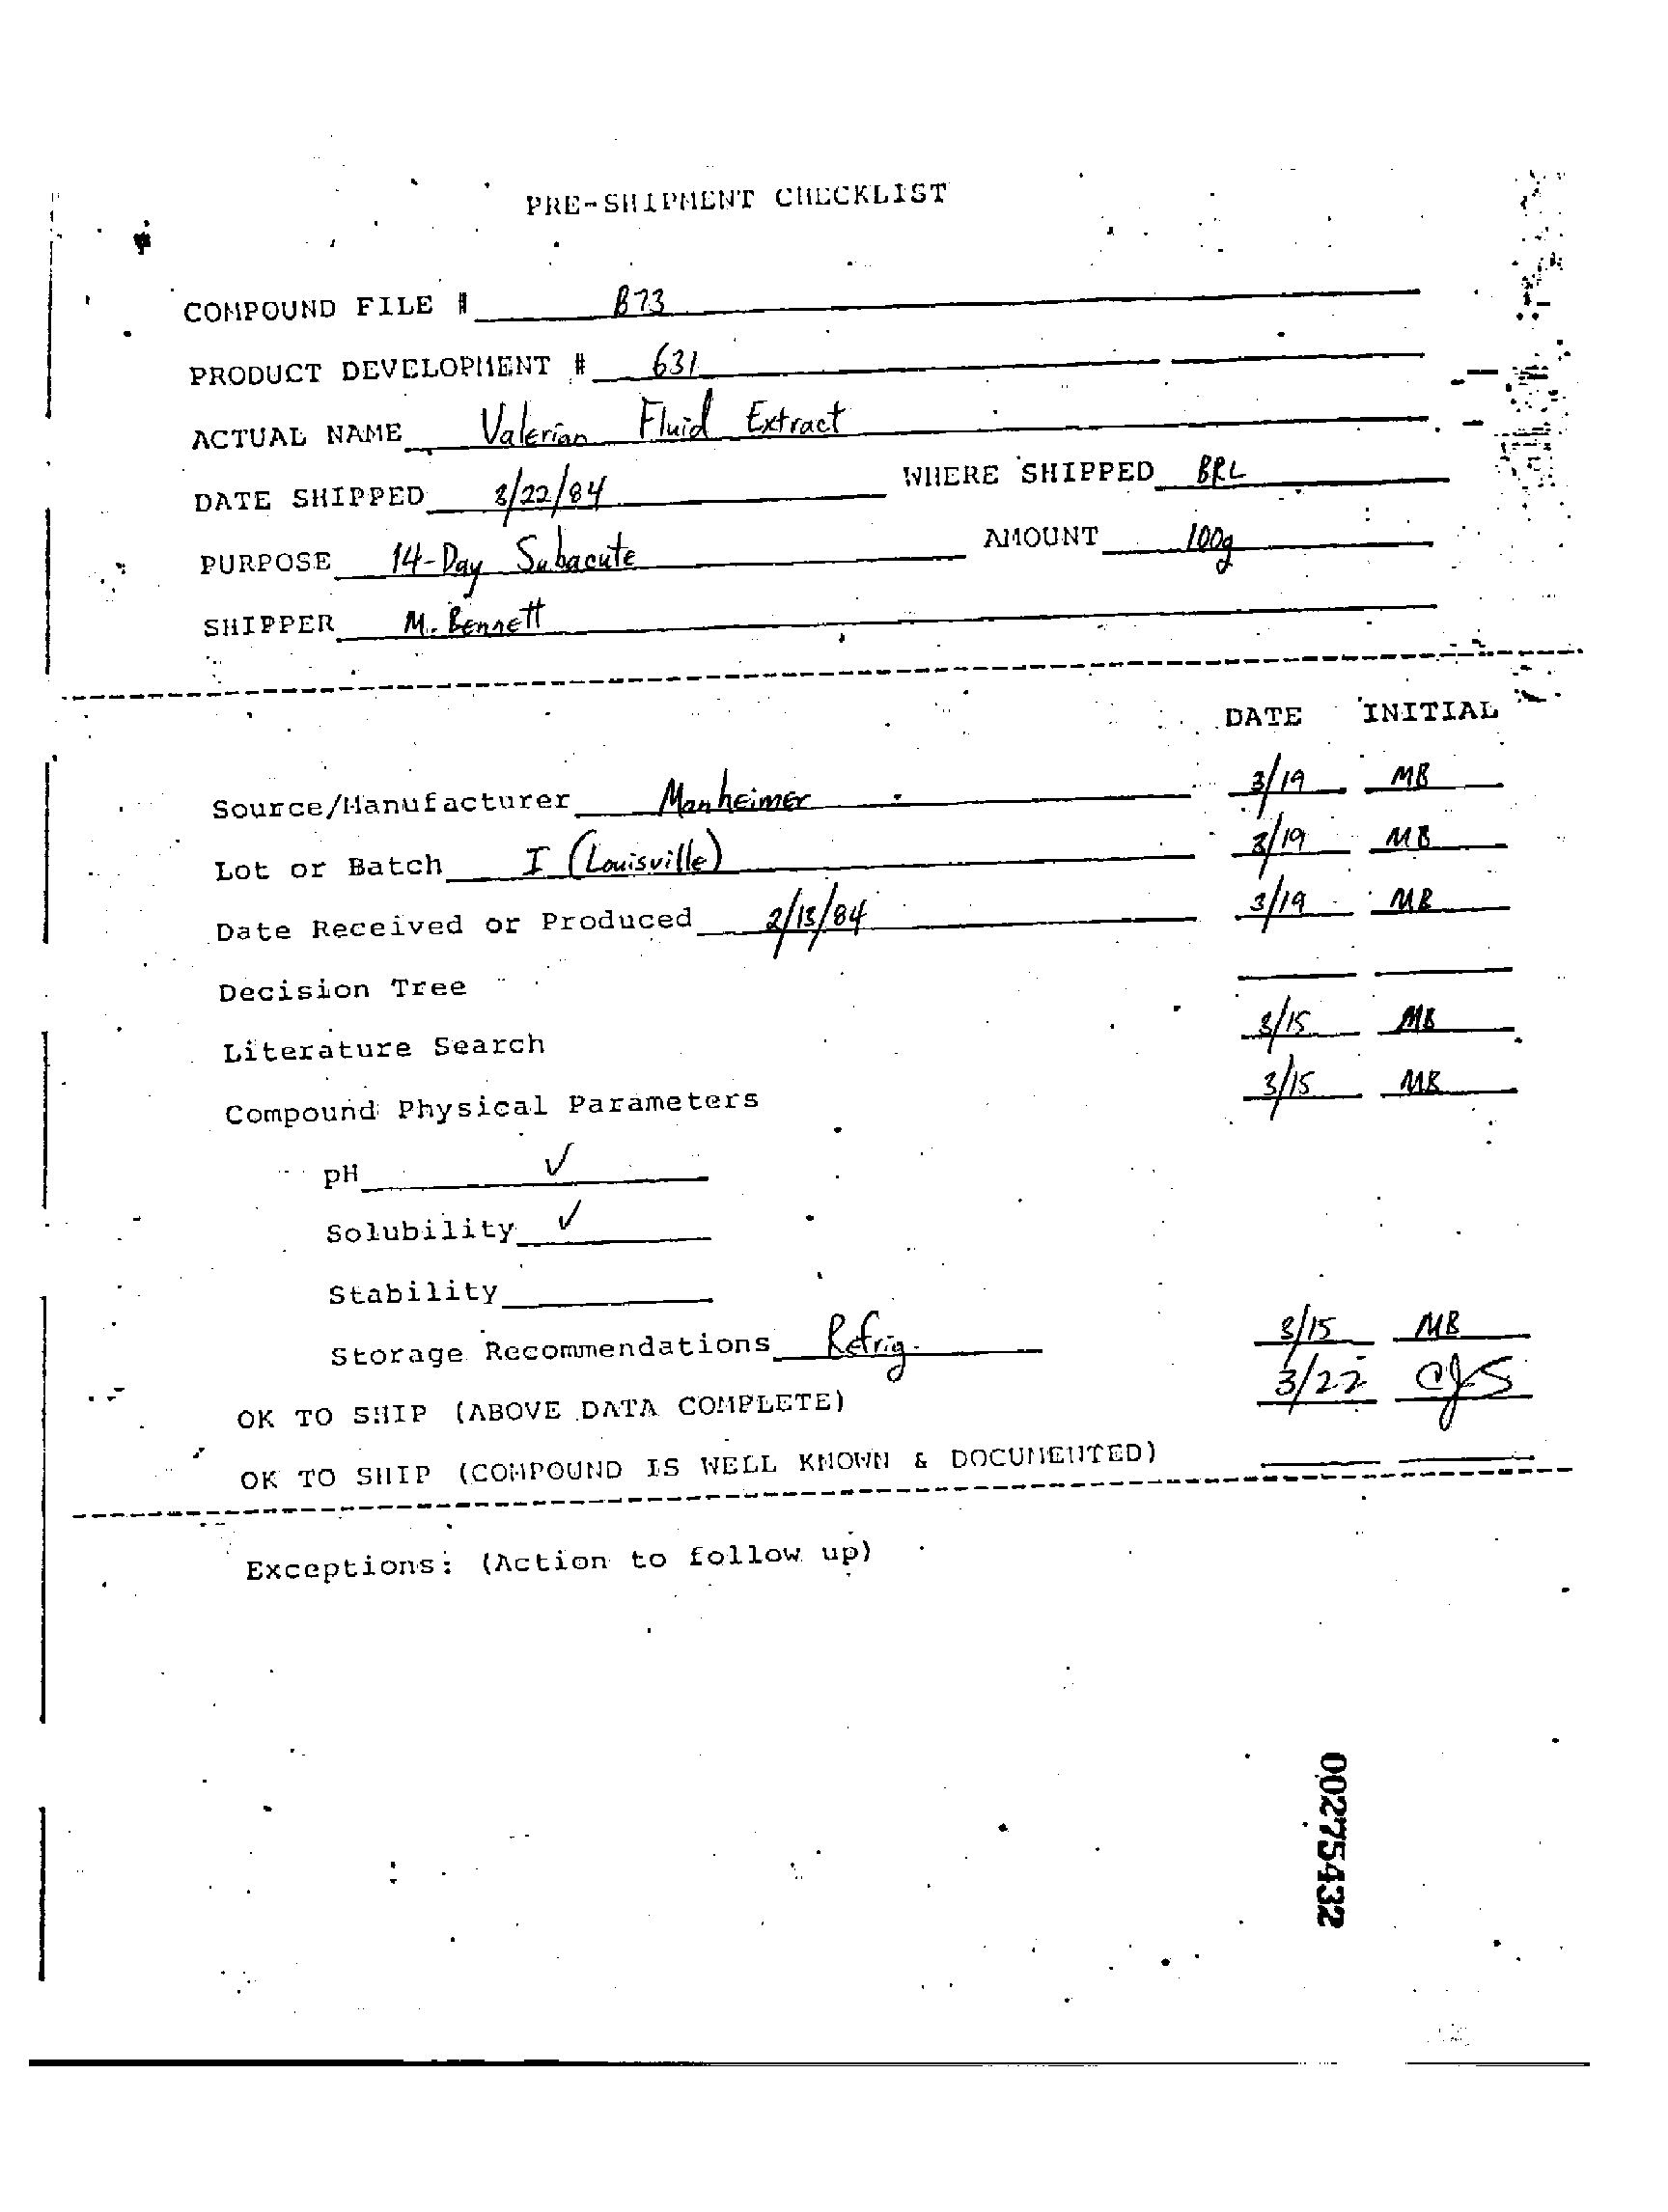 PRE-SHIPMENT CHECKLIST
COMPOUND FILE # B73
PRODUCT DEVELOPMENT # 631
ACTUAL NAME Valerian Fluid Extract
DATE SHIPPED 3/22/84 WHERE SHIPPED BRL
PURPOSE 14-Day Subacute AMOUNT 100g
SHIPPER M. Bennett
DATE INITIAL
Source/Manufacturer Manheimer 3/19 MB
Lot or Batch I (Louisville) 3/19 MB
Date Received or Produced 2/13/84 3/19 MB
Decision Tree
Literature Search 3/15 MB
Compound Physical Parameters 3/15 MB
pH ✓
Solubility ✓
Stability
Storage Recommendations Refrig. 3/15 MB
OK TO SHIP (ABOVE DATA COMPLETE) 3/22 CJS
OK TO SHIP (COMPOUND IS WELL KNOWN & DOCUMENTED)
Exceptions: (Action to follow up)
00275432